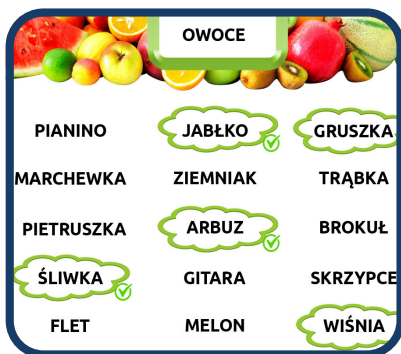 OWOCE
PIANINO JABŁKO GRUSZKA
MARCHEWKA ZIEMNIAK TRĄBKA
PIETRUSZKA ARBUZ BROKUŁ
ŚLIWKA GITARA SKRZYPCE
FLET MELON WIŚNIA